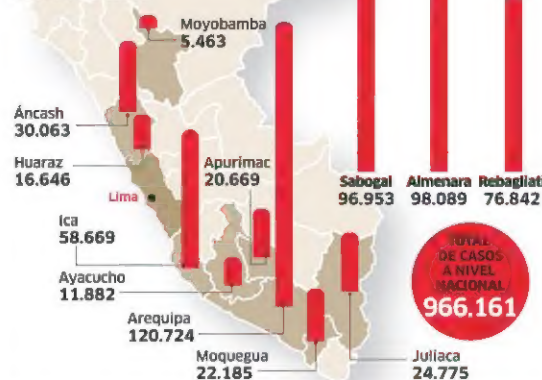 Moyobamba
5.463
Áncash
30.063
Huaraz
16.646
Apurimac
20.669
Lima
Sabogal
96.953
Almenara
98.089
Rebagliati
76.842
Ica
58.669
Ayacucho
11.882
Arequipa
120.724
Moquegua
22.185
Juliaca
24.775
TOTAL
DE CASOS
A NIVEL
NACIONAL
966.161